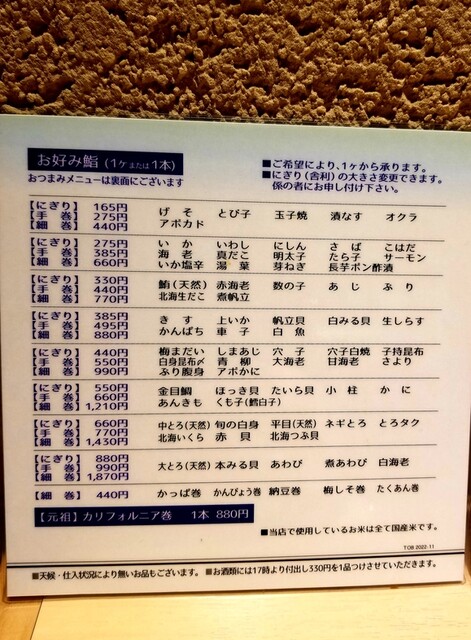 お好み鮨 (1ヶまたは1本)
おつまみメニューは裏面にございます
■ご希望により、1ヶから承ります。
■にぎり(舎利)の大きさ変更できます。
係の者にお申し付け下さい。
【にぎり】 165円
【手 巻】 275円
【細 巻】 440円
げそ とび子 玉子焼 漬なす オクラ
アボカド
【にぎり】 275円
【手 巻】 385円
【細 巻】 660円
いか いわし にしん さば こはだ
海老 真だこ 明太子 たら子 サーモン
いか塩辛 湯葉 芽ねぎ 長芋ポン酢漬
【にぎり】 330円
【手 巻】 440円
【細 巻】 770円
鮪(天然) 赤海老 数の子 あじ ぶり
北海生だこ 煮帆立
【にぎり】 385円
【手 巻】 495円
【細 巻】 880円
きす 上いか 帆立貝 白みる貝 生しらす
かんぱち 車子 白魚
【にぎり】 440円
【手 巻】 550円
【細 巻】 990円
梅まだい しまあじ 穴子 穴子白焼 子持昆布
白身昆布〆 青柳 大海老 甘海老 さより
ぶり腹身 アボかに
【にぎり】 550円
【手 巻】 660円
【細 巻】 1,210円
金目鯛 ほっき貝 たいら貝 小柱 かに
あんきも くも子(鱈白子)
【にぎり】 660円
【手 巻】 770円
【細 巻】 1,430円
中とろ(天然) 旬の白身 平目(天然) ネギとろ とろタク
北海いくら 赤貝 北海つぶ貝
【にぎり】 880円
【手 巻】 990円
【細 巻】 1,870円
大とろ(天然) 本みる貝 あわび 煮あわび 白海老
【細 巻】 440円
かっぱ巻 かんぴょう巻 納豆巻 梅しそ巻 たくあん巻
【元祖】カリフォルニア巻 1本 880円
■当店で使用しているお米は全て国産米です。
TOB 2022-11
■天候・仕入状況により無いお品もございます。 ■お酒類には17時より付出し330円を1品つけさせていただきます。